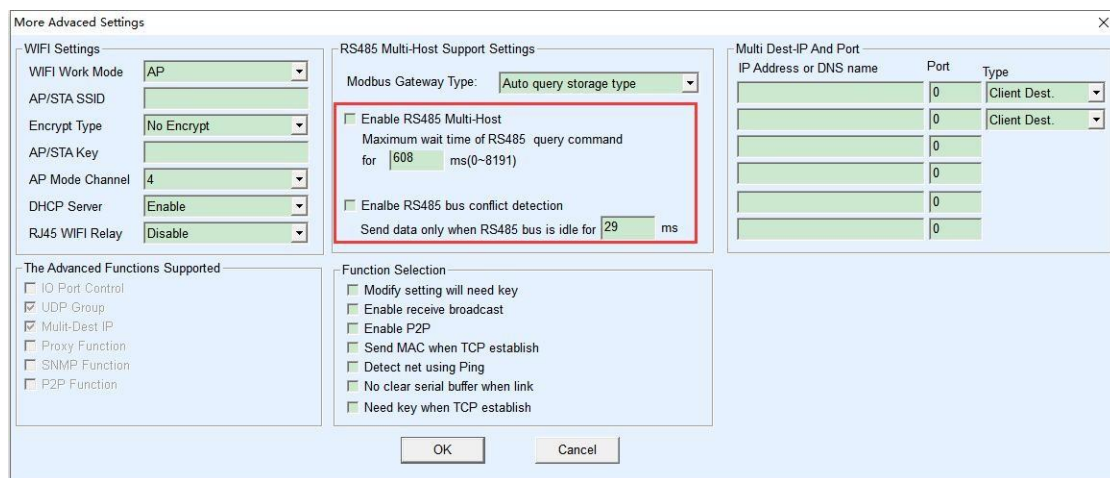 More Advaced Settings
WIFI Settings
WIFI Work Mode AP
AP/STA SSID
Encrypt Type No Encrypt
AP/STA Key
AP Mode Channel 4
DHCP Server Enable
RJ45 WIFI Relay Disable
RS485 Multi-Host Support Settings
Modbus Gateway Type: Auto query storage type
Enable RS485 Multi-Host
Maximum wait time of RS485 query command
for 608 ms(0~8191)
Enalbe RS485 bus conflict detection
Send data only when RS485 bus is idle for 29 ms
Multi Dest-IP And Port
IP Address or DNS name Port Type
0 Client Dest.
0 Client Dest.
0
0
0
0
The Advanced Functions Supported
IO Port Control
UDP Group
Mulit-Dest IP
Proxy Function
SNMP Function
P2P Function
Function Selection
Modify setting will need key
Enable receive broadcast
Enable P2P
Send MAC when TCP establish
Detect net using Ping
No clear serial buffer when link
Need key when TCP establish
OK Cancel